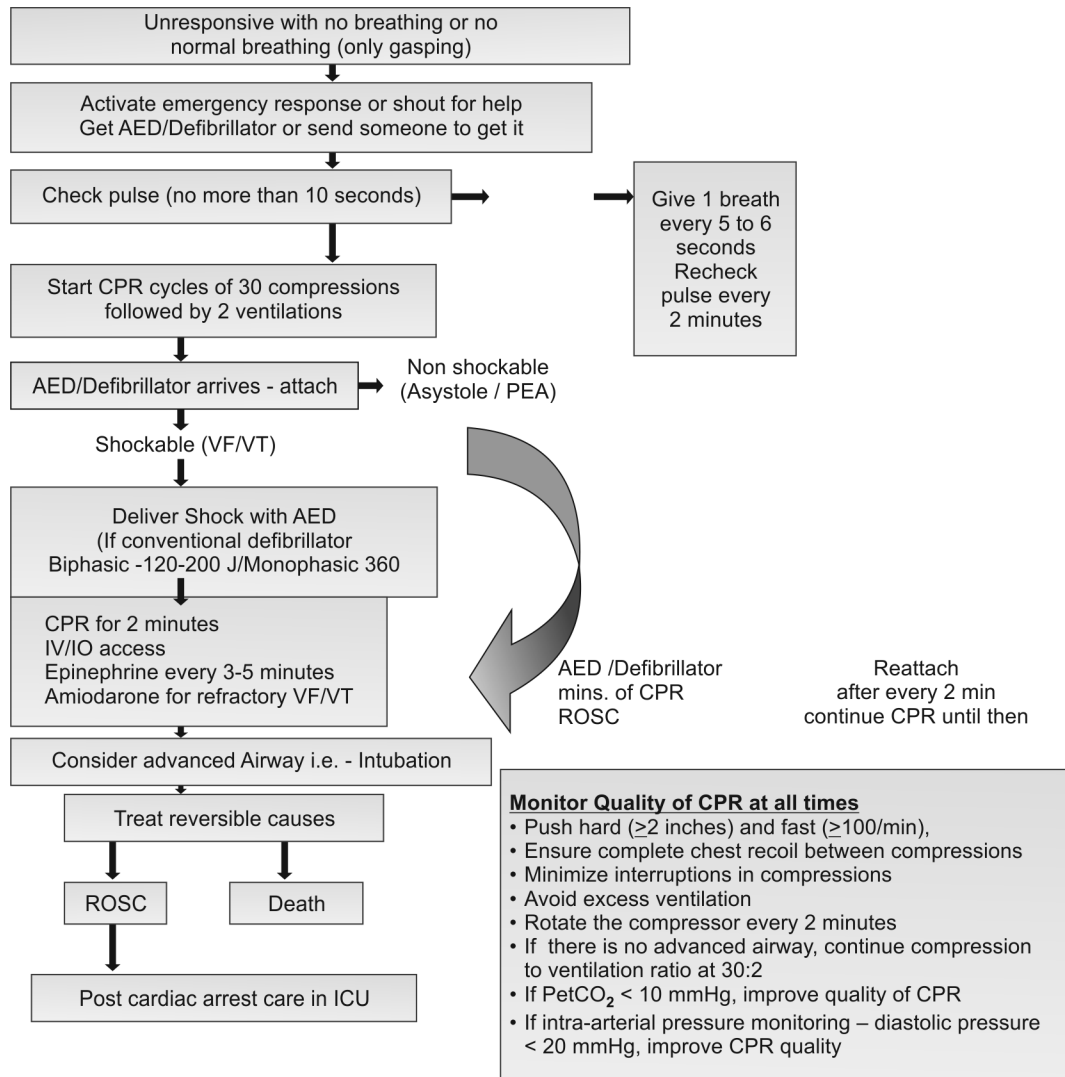 Unresponsive with no breathing or no
normal breathing (only gasping)
Activate emergency response or shout for help
Get AED/Defibrillator or send someone to get it
Check pulse (no more than 10 seconds)
Give 1 breath
every 5 to 6
seconds
Recheck
pulse every
2 minutes
Start CPR cycles of 30 compressions
followed by 2 ventilations
AED/Defibrillator arrives - attach
Non shockable
(Asystole / PEA)
Shockable (VF/VT)
Deliver Shock with AED
(If conventional defibrillator
Biphasic -120-200 J/Monophasic 360
CPR for 2 minutes
IV/IO access
Epinephrine every 3-5 minutes
Amiodarone for refractory VF/VT
AED /Defibrillator
mins. of CPR
ROSC
Reattach
after every 2 min
continue CPR until then
Consider advanced Airway i.e. - Intubation
Treat reversible causes
ROSC
Death
Post cardiac arrest care in ICU
Monitor Quality of CPR at all times
• Push hard (≥2 inches) and fast (≥100/min),
• Ensure complete chest recoil between compressions
• Minimize interruptions in compressions
• Avoid excess ventilation
• Rotate the compressor every 2 minutes
• If there is no advanced airway, continue compression
to ventilation ratio at 30:2
• If PetCO₂ < 10 mmHg, improve quality of CPR
• If intra-arterial pressure monitoring – diastolic pressure
< 20 mmHg, improve CPR quality